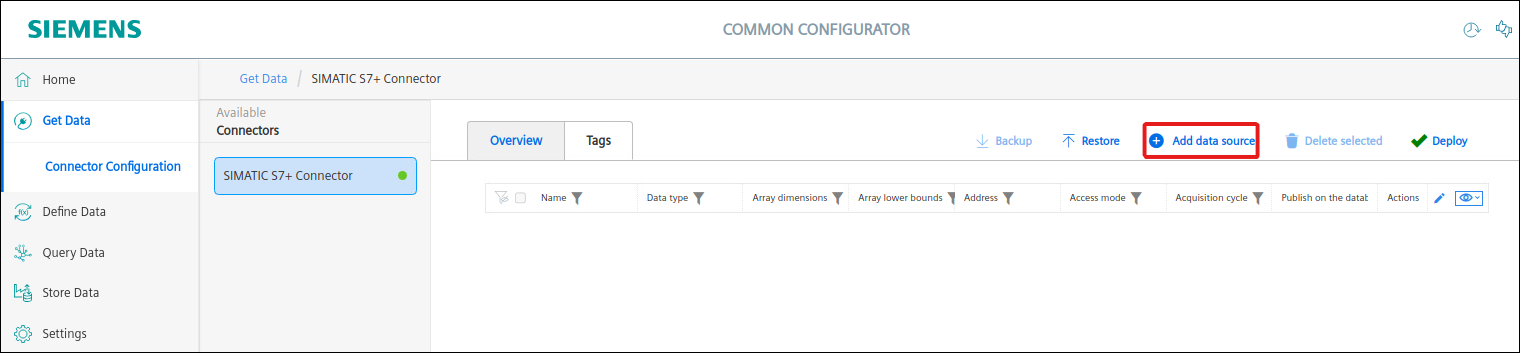 SIEMENS
COMMON CONFIGURATOR
Home
Get Data / SIMATIC S7+ Connector
Get Data
Available
Connectors
Connector Configuration
SIMATIC S7+ Connector
Define Data
Query Data
Store Data
Settings
Overview Tags Backup Restore Add data source Delete selected Deploy
Name Data type Array dimensions Array lower bounds Address Access mode Acquisition cycle Publish on the datab Actions